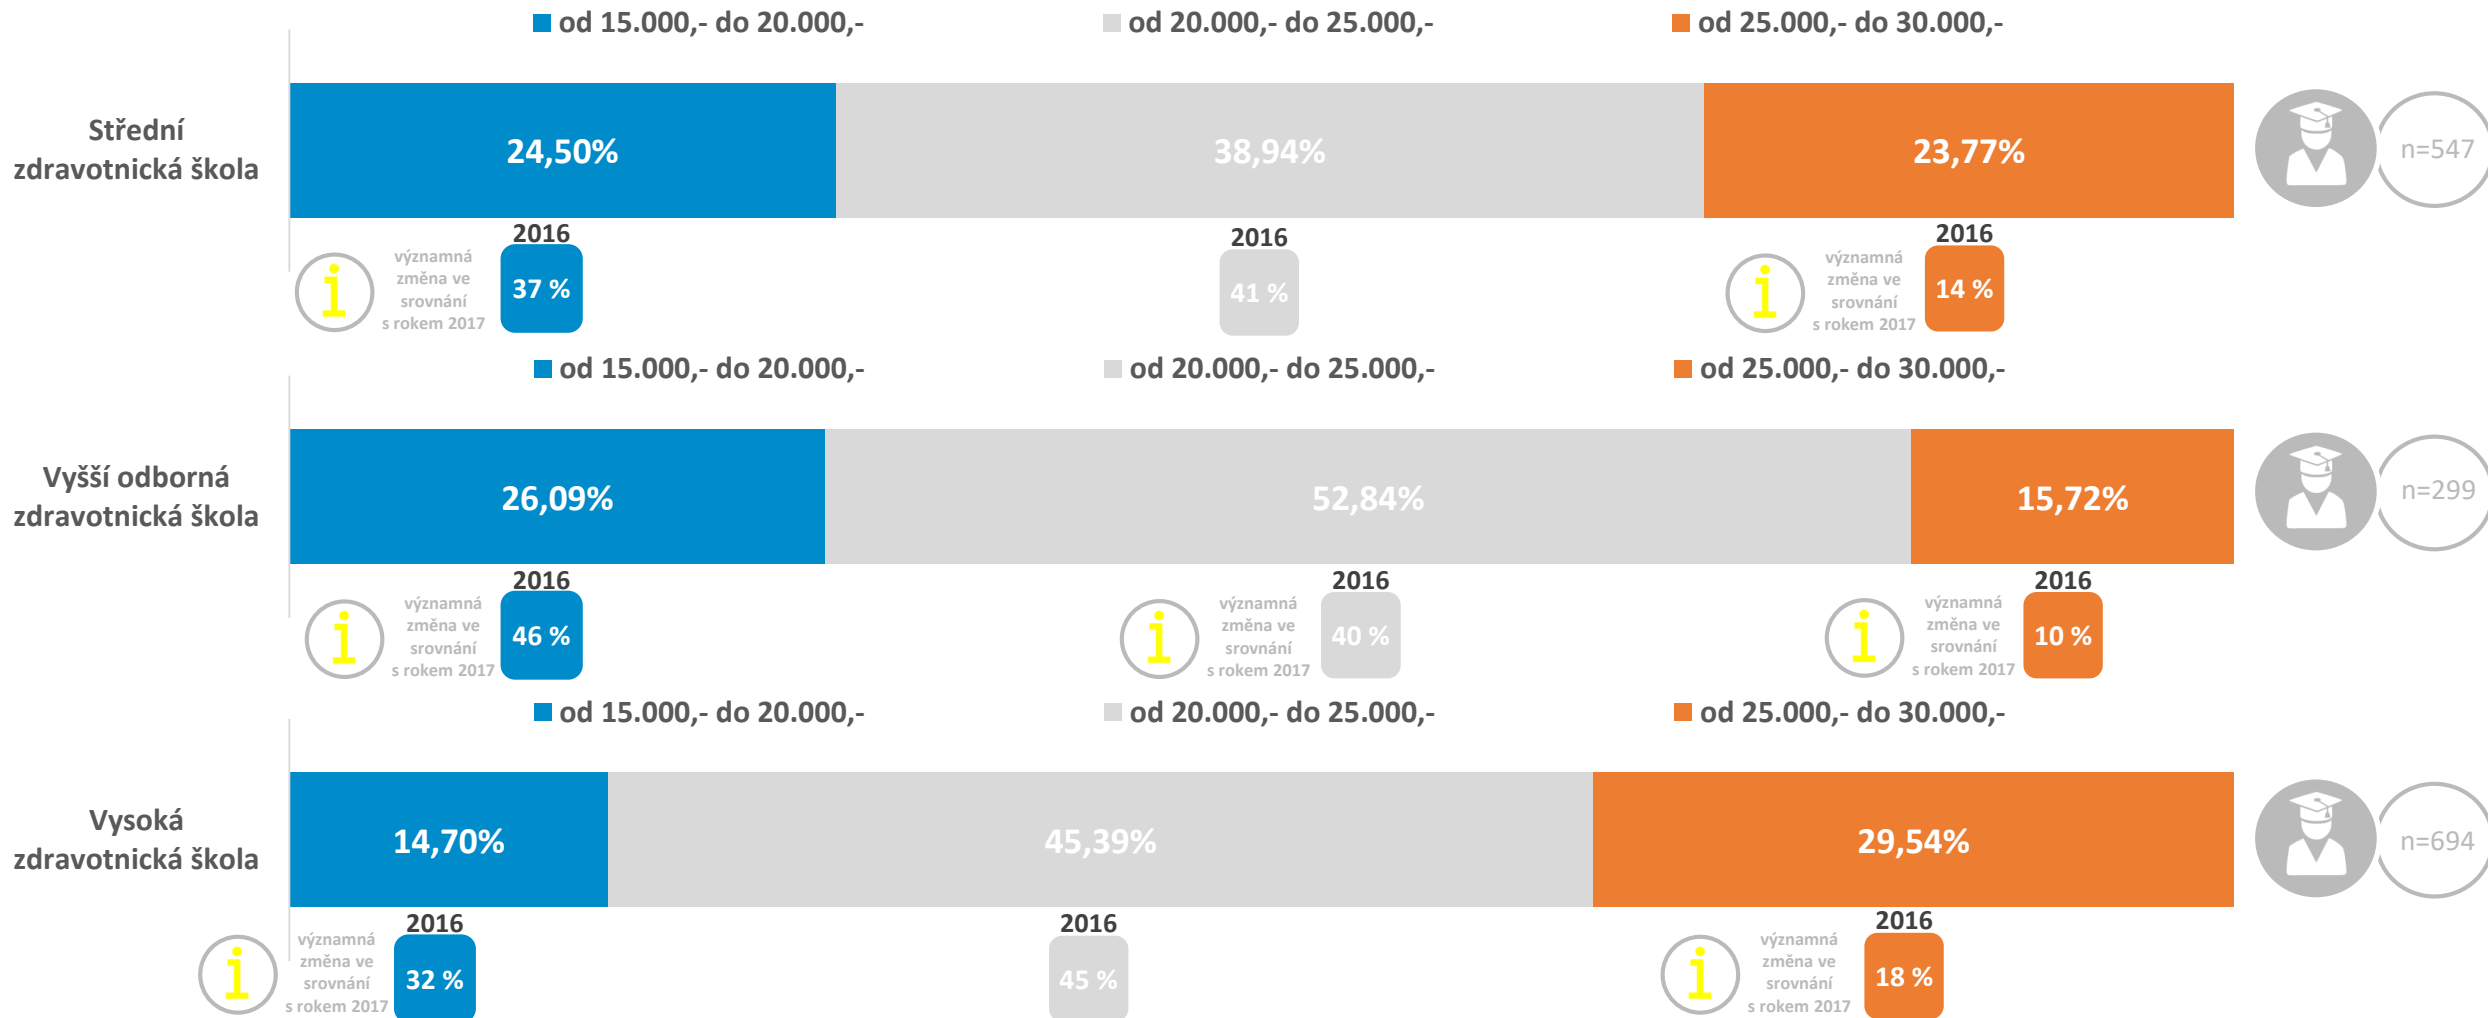 od 15.000,- do 20.000,-
od 20.000,- do 25.000,-
od 25.000,- do 30.000,-
Střední
zdravotnická škola
24,50%
38,94%
23,77%
n=547
významná
změna ve
srovnání
s rokem 2017
2016
37 %
2016
41 %
významná
změna ve
srovnání
s rokem 2017
2016
14 %
od 15.000,- do 20.000,-
od 20.000,- do 25.000,-
od 25.000,- do 30.000,-
Vyšší odborná
zdravotnická škola
26,09%
52,84%
15,72%
n=299
významná
změna ve
srovnání
s rokem 2017
2016
46 %
významná
změna ve
srovnání
s rokem 2017
2016
40 %
významná
změna ve
srovnání
s rokem 2017
2016
10 %
od 15.000,- do 20.000,-
od 20.000,- do 25.000,-
od 25.000,- do 30.000,-
Vysoká
zdravotnická škola
14,70%
45,39%
29,54%
n=694
významná
změna ve
srovnání
s rokem 2017
2016
32 %
2016
45 %
významná
změna ve
srovnání
s rokem 2017
2016
18 %